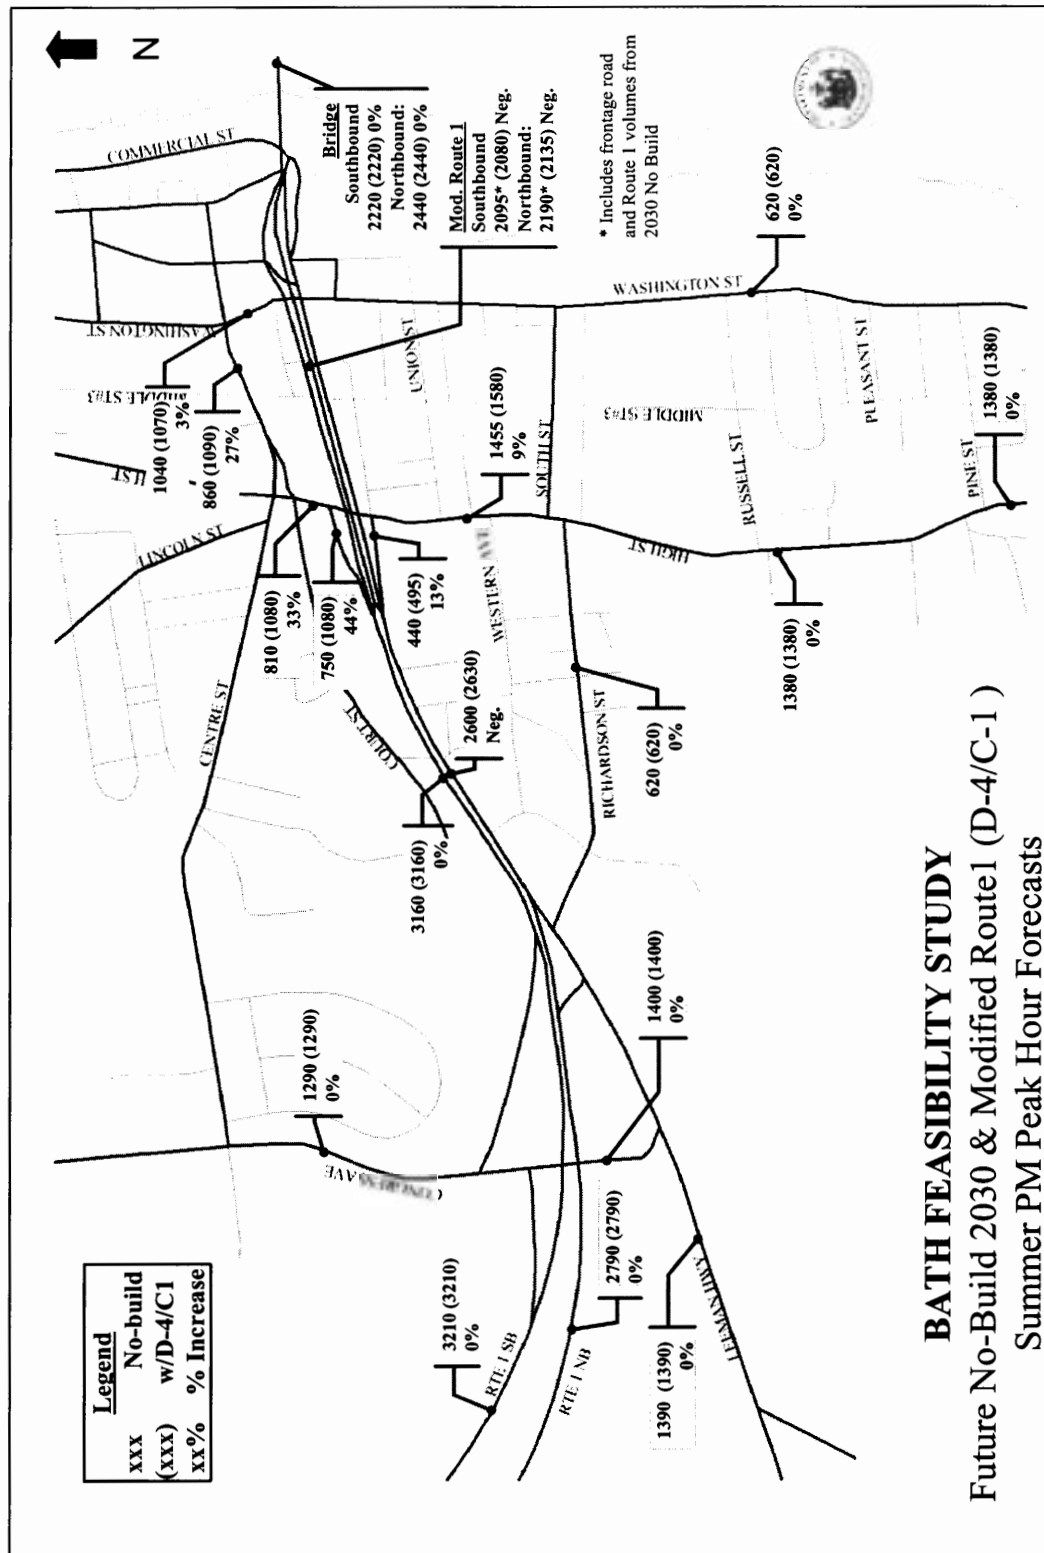 N
COMMERCIAL ST
Bridge
Southbound
2220 (2220) 0%
Northbound:
2440 (2440) 0%
Mod. Route 1
Southbound
2095* (2080) Neg.
Northbound:
2190* (2135) Neg.
* Includes frontage road
and Route 1 volumes from
2030 No Build
620 (620)
0%
WASHINGTON ST
WASHINGTON ST
MIDDLE ST#3
1040 (1070)
3%
860 (1090)
27%
UNION ST
1455 (1580)
9%
SOUTH ST
MIDDLE ST#3
PLEASANT ST
RUSSELL ST
1380 (1380)
0%
PINE ST
HIGH ST
LINCOLN ST
810 (1080)
33%
750 (1080)
44%
440 (495)
13%
WESTERN AVE
1380 (1380)
0%
CENTRE ST
COURT ST
2600 (2630)
Neg.
RICHARDSON ST
620 (620)
0%
3160 (3160)
0%
1290 (1290)
0%
1400 (1400)
0%
AVE
3210 (3210)
0%
RTE 1 SB
2790 (2790)
0%
RTE 1 NB
1390 (1390)
0%
LEEMAN HWY
Legend
xxx No-build
(xxx) w/D-4/C1
xx% % Increase
BATH FEASIBILITY STUDY
Future No-Build 2030 & Modified Route1 (D-4/C-1 )
Summer PM Peak Hour Forecasts